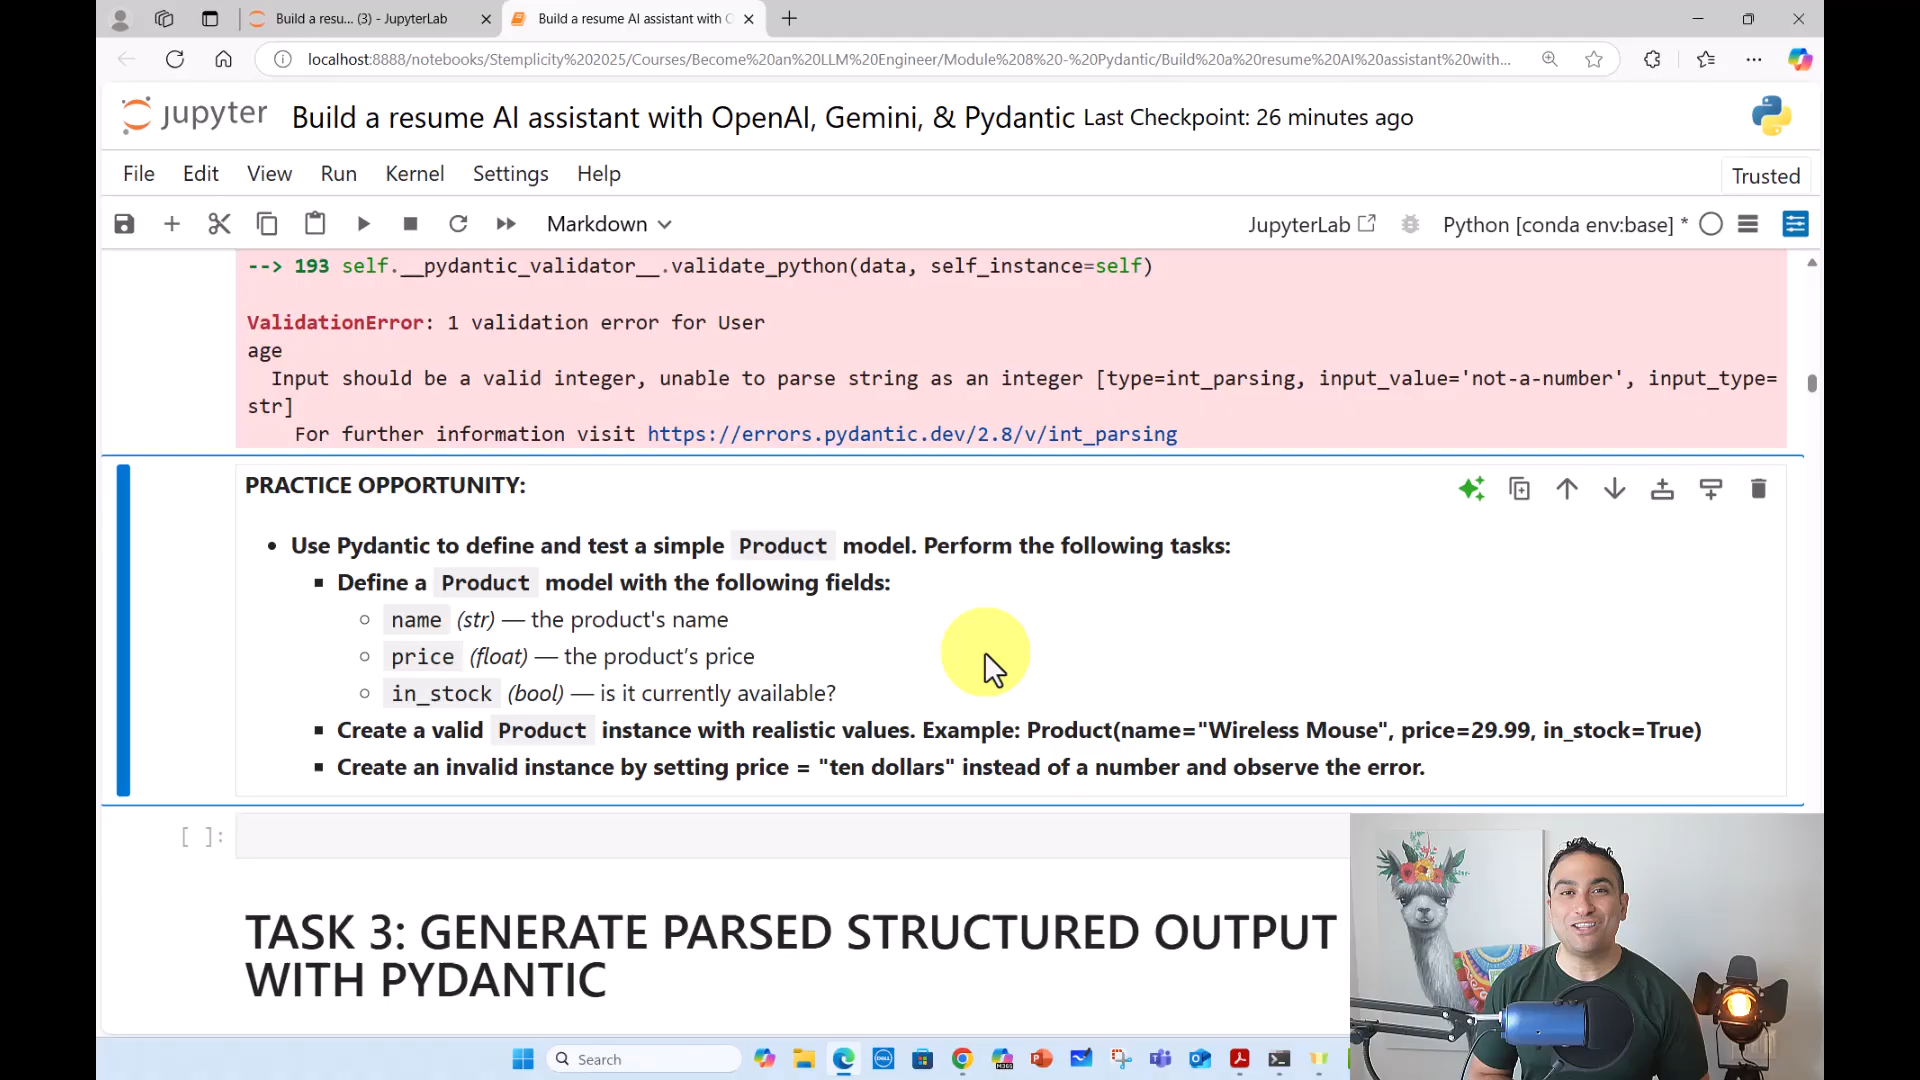 Build a resu... (3) - JupyterLab
Build a resume AI assistant with
localhost:8888/notebooks/Stemplicity%202025/Courses/Become%20an%20LLM%20Engineer/Module%208%20-%20Pydantic/Build%20a%20resume%20AI%20assistant%20with...
jupyter
Build a resume AI assistant with OpenAI, Gemini, & Pydantic Last Checkpoint: 26 minutes ago
File Edit View Run Kernel Settings Help
Trusted
Markdown
JupyterLab
Python [conda env:base] *
--> 193 self.__pydantic_validator__.validate_python(data, self_instance=self)
ValidationError: 1 validation error for User
age
Input should be a valid integer, unable to parse string as an integer [type=int_parsing, input_value='not-a-number', input_type=
str]
For further information visit https://errors.pydantic.dev/2.8/v/int_parsing
PRACTICE OPPORTUNITY:
• Use Pydantic to define and test a simple Product model. Perform the following tasks:
▪ Define a Product model with the following fields:
○ name (str) — the product's name
○ price (float) — the product’s price
○ in_stock (bool) — is it currently available?
▪ Create a valid Product instance with realistic values. Example: Product(name="Wireless Mouse", price=29.99, in_stock=True)
▪ Create an invalid instance by setting price = "ten dollars" instead of a number and observe the error.
[ ]:
TASK 3: GENERATE PARSED STRUCTURED OUTPUT
WITH PYDANTIC
Search